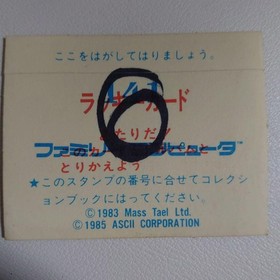 ここをはがしてはりましょう。
141
ラッキーカード
6
あたりだ!
ファミリーコンピュータ
とりかえよう
★このスタンプの番号に合せてコレクシ
ョンブックにはってください。
©1983 Mass Tael Ltd.
©1985 ASCII CORPORATION